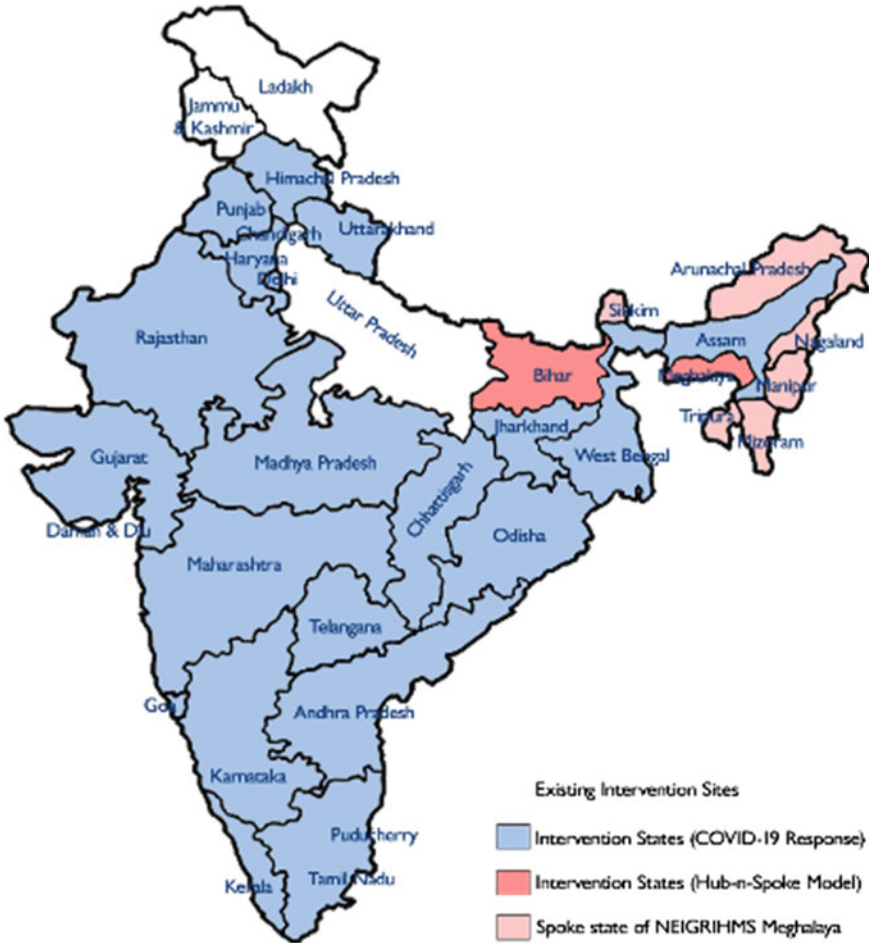 Ladakh
Jammu
& Kashmir
Himachal Pradesh
Punjab
Chandigarh
Uttarakhand
Haryana
Delhi
Uttar Pradesh
Rajasthan
Arunachal Pradesh
Sikkim
Assam
Nagaland
Bihar
Meghalaya
Manipur
Tripura
Mizoram
Jharkhand
West Bengal
Gujarat
Madhya Pradesh
Chhattisgarh
Daman & Diu
Odisha
Maharashtra
Telangana
Goa
Andhra Pradesh
Karnataka
Puducherry
Kerala
Tamil Nadu
Existing Intervention Sites
Intervention States (COVID-19 Response)
Intervention States (Hub-n-Spoke Model)
Spoke state of NEIGRIHMS Meghalaya